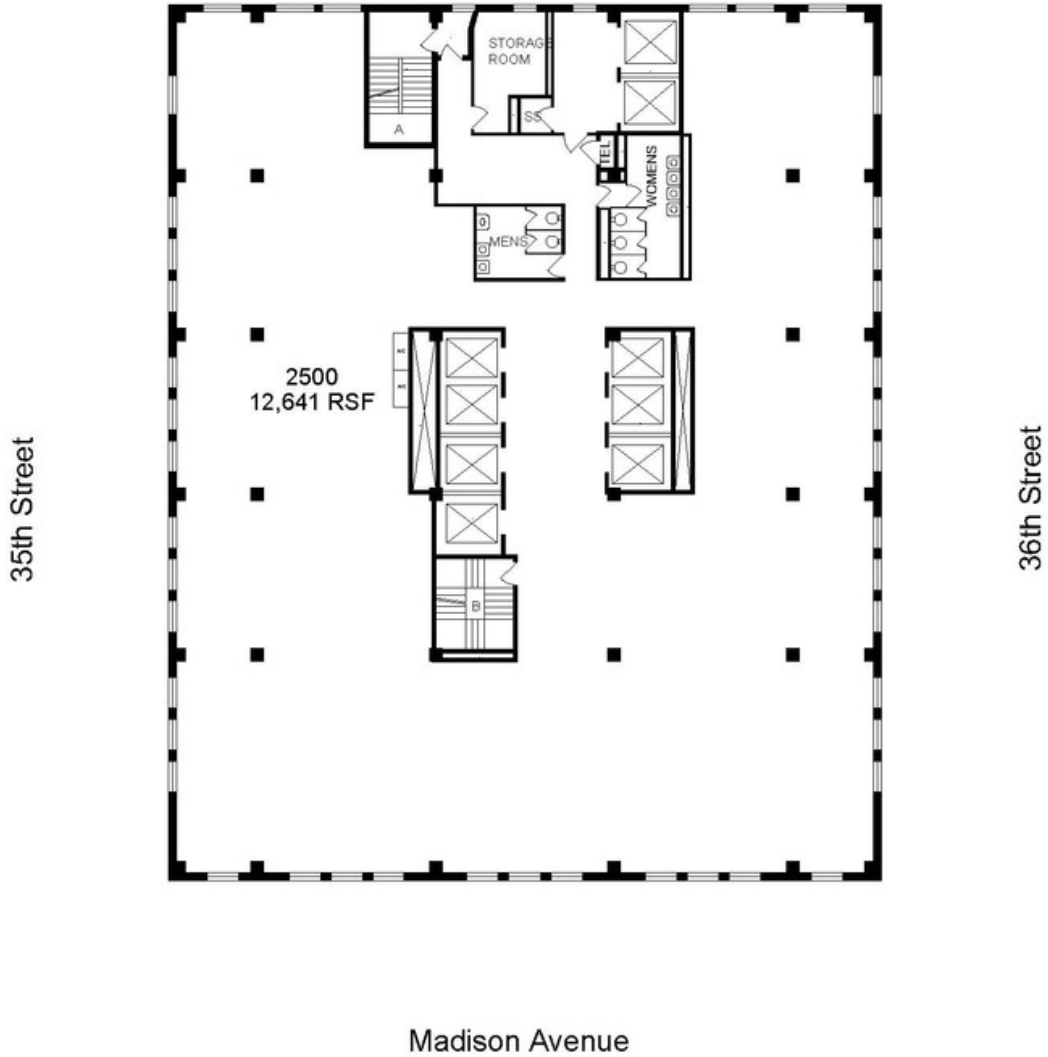 STORAGE
ROOM
SS
A
TEL
WOMENS
MENS
2500
12,641 RSF
A/C
A/C
B
35th Street
36th Street
Madison Avenue